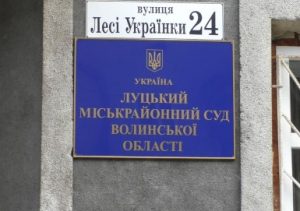 вулиця
Лесі Українки 24
УКРАЇНА
ЛУЦЬКИЙ
МІСЬКРАЙОННИЙ СУД
ВОЛИНСЬКОЇ
ОБЛАСТІ